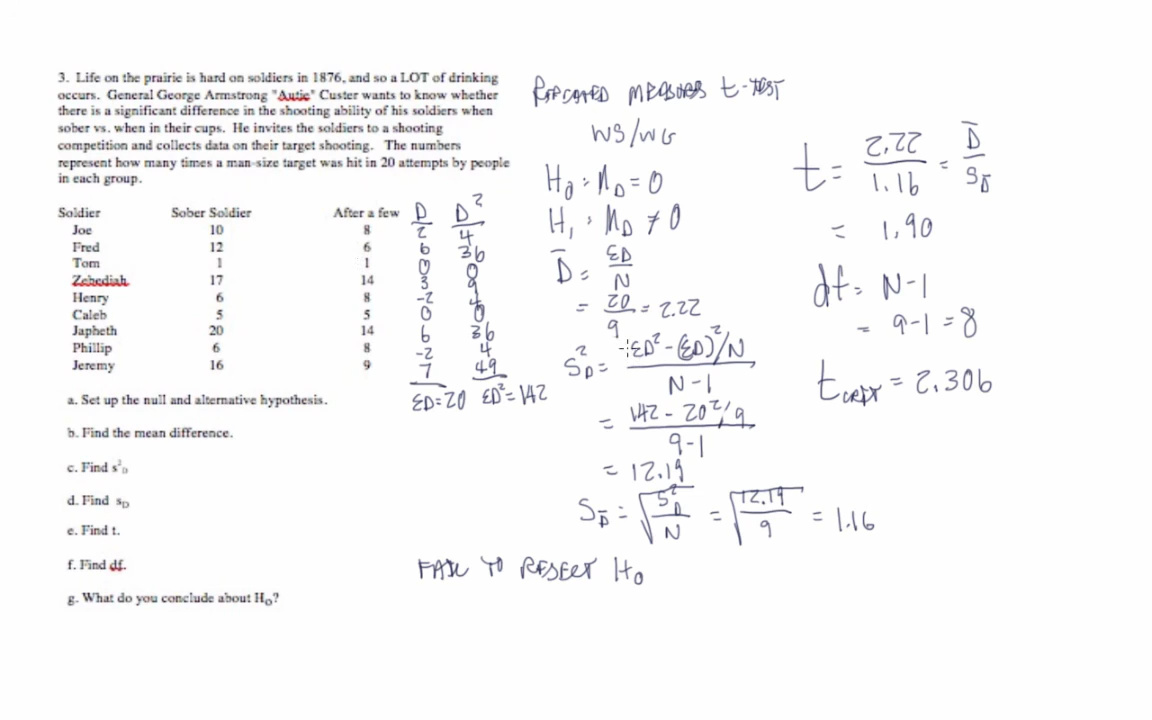 3. Life on the prairie is hard on soldiers in 1876, and so a LOT of drinking
occurs. General George Armstrong "Autie" Custer wants to know whether
there is a significant difference in the shooting ability of his soldiers when
sober vs. when in their cups. He invites the soldiers to a shooting
competition and collects data on their target shooting. The numbers
represent how many times a man-size target was hit in 20 attempts by people
in each group.
Soldier Sober Soldier After a few D D²
Joe 10 8 2 4
Fred 12 6 6 36
Tom 1 1 0 0
Zebediah 17 14 3 9
Henry 6 8 -2 4
Caleb 5 5 0 0
Japheth 20 14 6 36
Phillip 6 8 -2 4
Jeremy 16 9 7 49
ΣD=20 ΣD²=142
a. Set up the null and alternative hypothesis.
b. Find the mean difference.
c. Find s²D
d. Find sD
e. Find t.
f. Find df.
g. What do you conclude about H₀?
REPEATED MEASURES t-TEST
WS/WG
H₀: μD = 0
H₁: μD ≠ 0
D̄ = ΣD/N
= 20/9 = 2.22
S²D = ΣD² - (ΣD)²/N
N-1
= 142 - 20²/9
9-1
= 12.19
SD̄ = √S²D/N = √12.19/9 = 1.16
FAIL TO REJECT H₀
t = 2.22/1.16 = D̄/SD̄
= 1.90
df = N-1
= 9-1 = 8
tcrit = 2.306